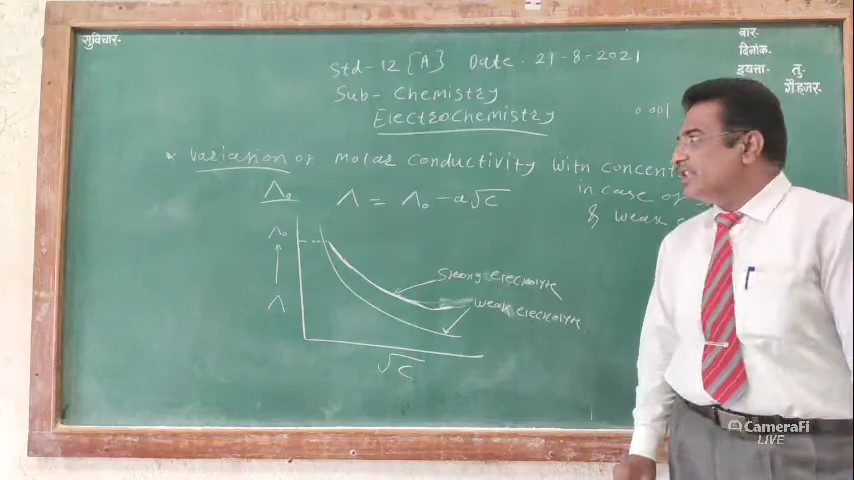 सुविचार-
वार-
दिनांक-
इयत्ता- तु-
गैरहजर-
Std-12 [A] Date. 21-8-2021
Sub- Chemistry
Electrochemistry
0.001
* Variation of molar conductivity with
in case of
& weak
Λ₀ Λ = Λ₀ - a√c
Λ₀
Λ
Strong electrolyte
weak electrolyte
√c
CameraFi
LIVE